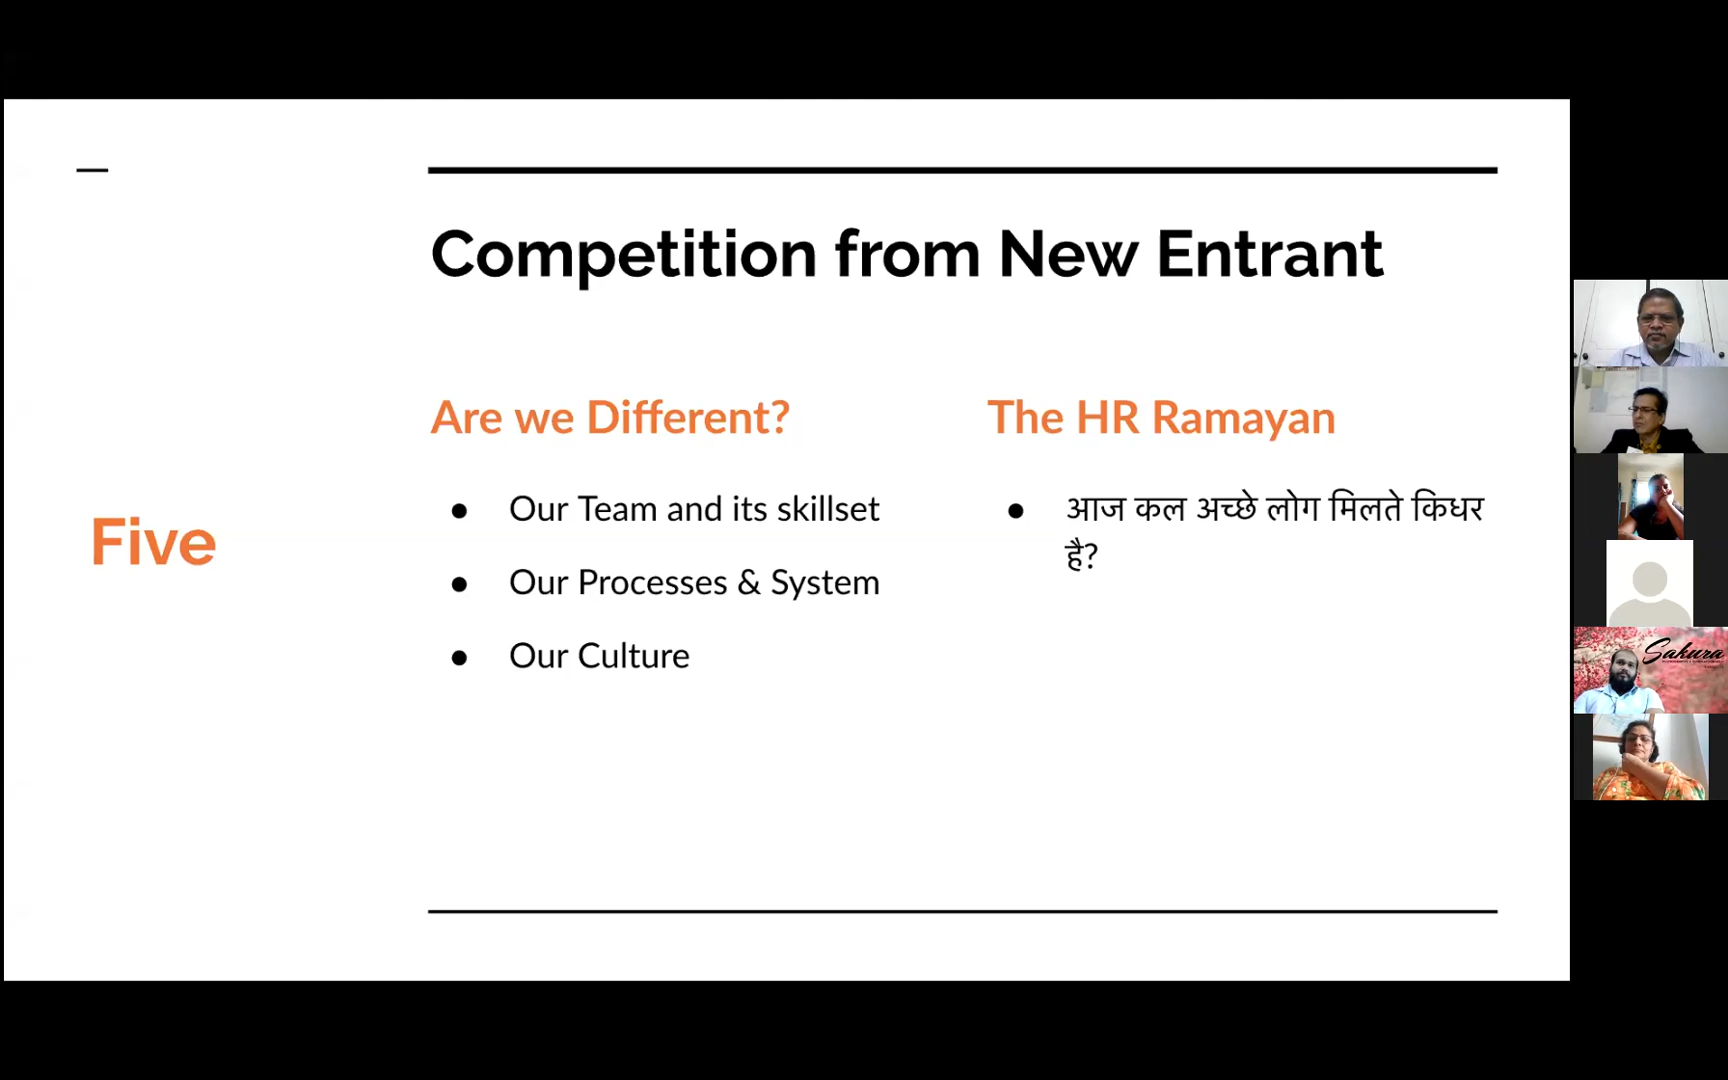 Competition from New Entrant
Five
Are we Different?
● Our Team and its skillset
● Our Processes & System
● Our Culture
The HR Ramayan
● आज कल अच्छे लोग मिलते किधर
है?
Sakura